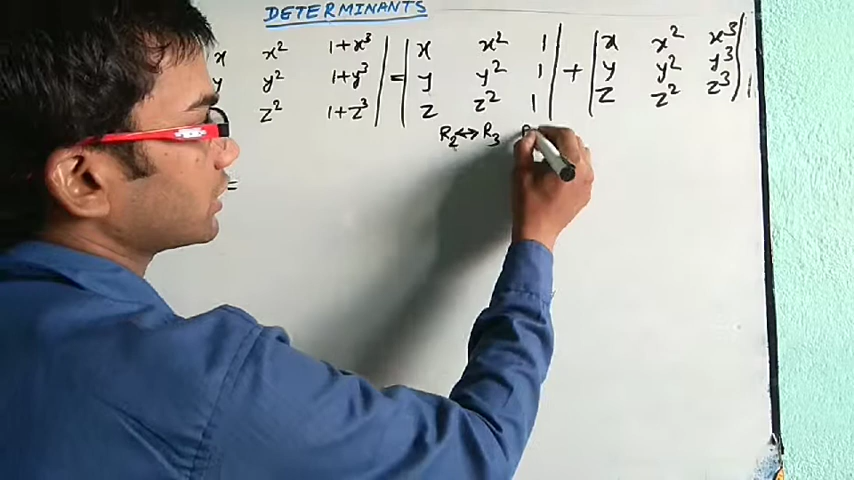 DETERMINANTS
x x² 1+x³ | = | x x² 1 | + | x x² x³ |
y y² 1+y³ | | y y² 1 | | y y² y³ |
z² 1+z³ | | z z² 1 | | z z² z³ |
R₂↔R₃
=